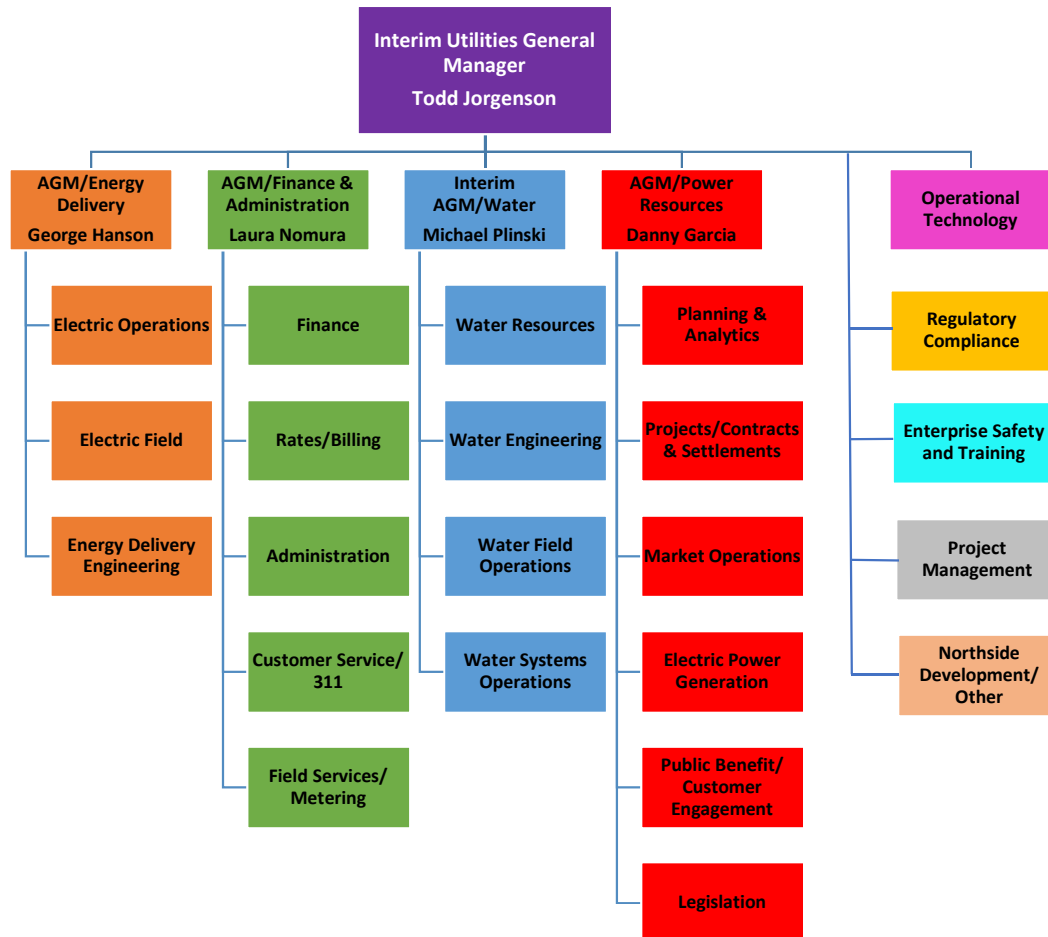 Interim Utilities General
Manager
Todd Jorgenson
AGM/Energy
Delivery
George Hanson
AGM/Finance &
Administration
Laura Nomura
Interim
AGM/Water
Michael Plinski
AGM/Power
Resources
Danny Garcia
Operational
Technology
Electric Operations
Electric Field
Energy Delivery
Engineering
Finance
Rates/Billing
Administration
Customer Service/
311
Field Services/
Metering
Water Resources
Water Engineering
Water Field
Operations
Water Systems
Operations
Planning &
Analytics
Projects/Contracts
& Settlements
Market Operations
Electric Power
Generation
Public Benefit/
Customer
Engagement
Legislation
Regulatory
Compliance
Enterprise Safety
and Training
Project
Management
Northside
Development/
Other